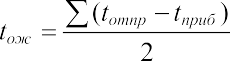 t_ож = ∑(t_отпр − t_приб) / 2